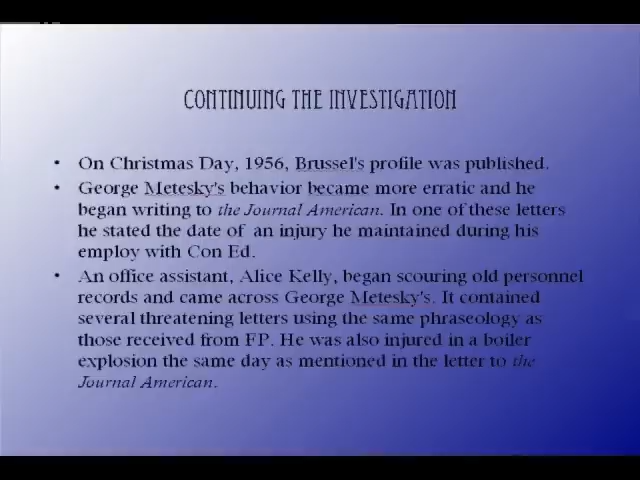 CONTINUING THE INVESTIGATION
• On Christmas Day, 1956, Brussel's profile was published.
• George Metesky's behavior became more erratic and he
began writing to the Journal American. In one of these letters
he stated the date of an injury he maintained during his
employ with Con Ed.
• An office assistant, Alice Kelly, began scouring old personnel
records and came across George Metesky's. It contained
several threatening letters using the same phraseology as
those received from FP. He was also injured in a boiler
explosion the same day as mentioned in the letter to the
Journal American.